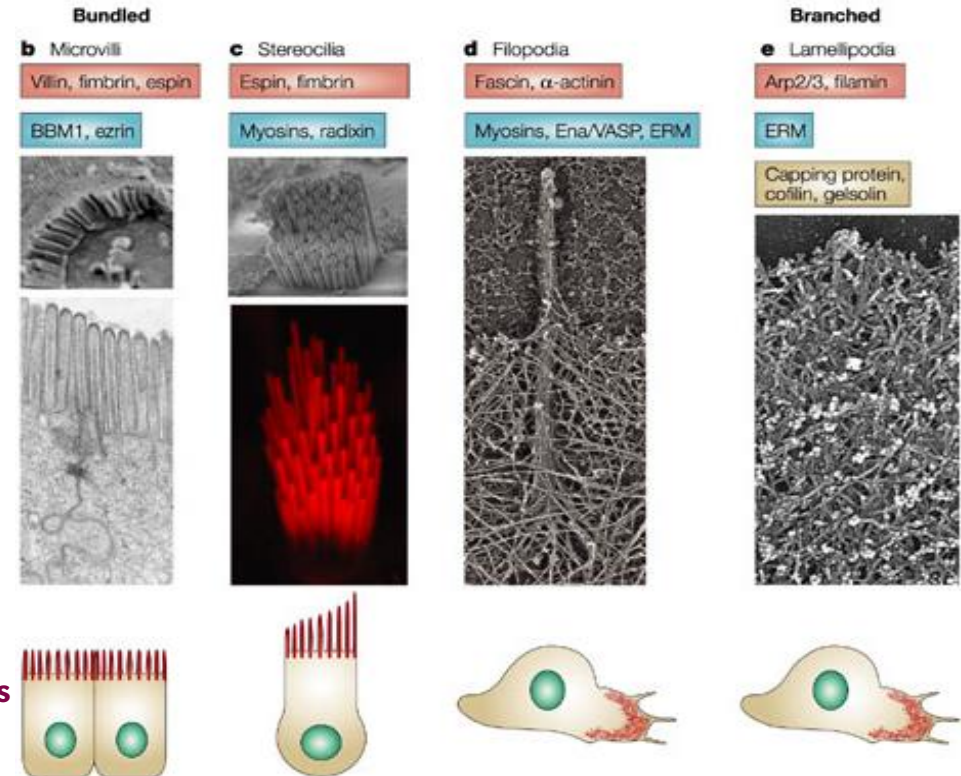 Bundled
Branched
b Microvilli
c Stereocilia
d Filopodia
e Lamellipodia
Villin, fimbrin, espin
Espin, fimbrin
Fascin, α-actinin
Arp2/3, filamin
BBM1, ezrin
Myosins, radixin
Myosins, Ena/VASP, ERM
ERM
Capping protein,
cofilin, gelsolin
s